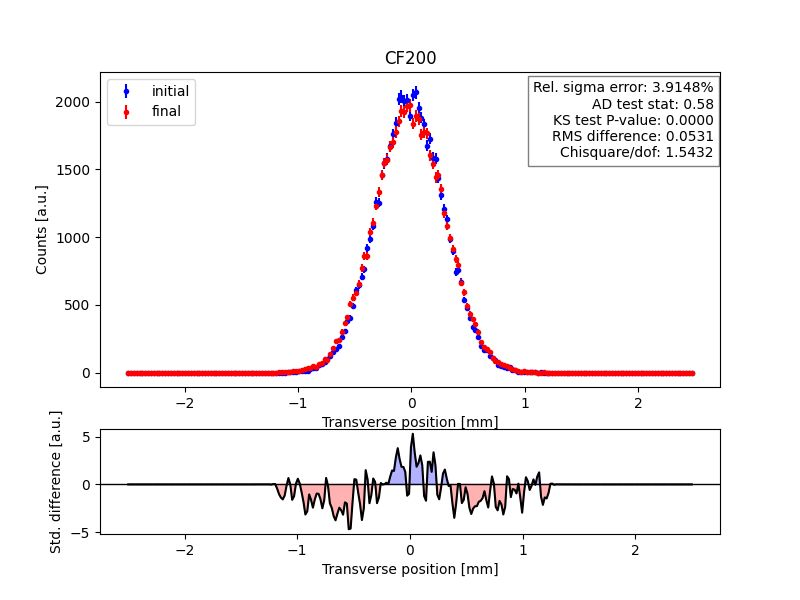 CF200
initial
final
Rel. sigma error: 3.9148%
AD test stat: 0.58
KS test P-value: 0.0000
RMS difference: 0.0531
Chisquare/dof: 1.5432
Counts [a.u.]
2000
1500
1000
500
0
−2
−1
0
1
2
Transverse position [mm]
Std. difference [a.u.]
5
0
−5
−2
−1
0
1
2
Transverse position [mm]